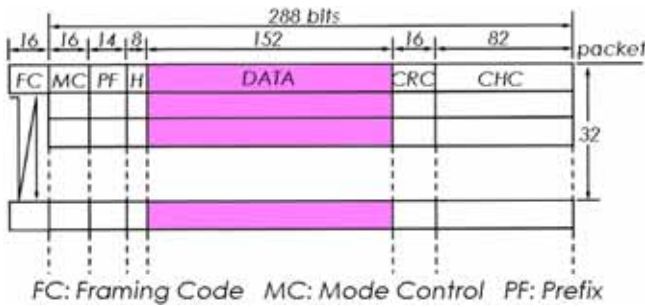 288 bits
16 16 14 8 152 16 82 packet
FC MC PF H DATA CRC CHC
32
FC: Framing Code MC: Mode Control PF: Prefix